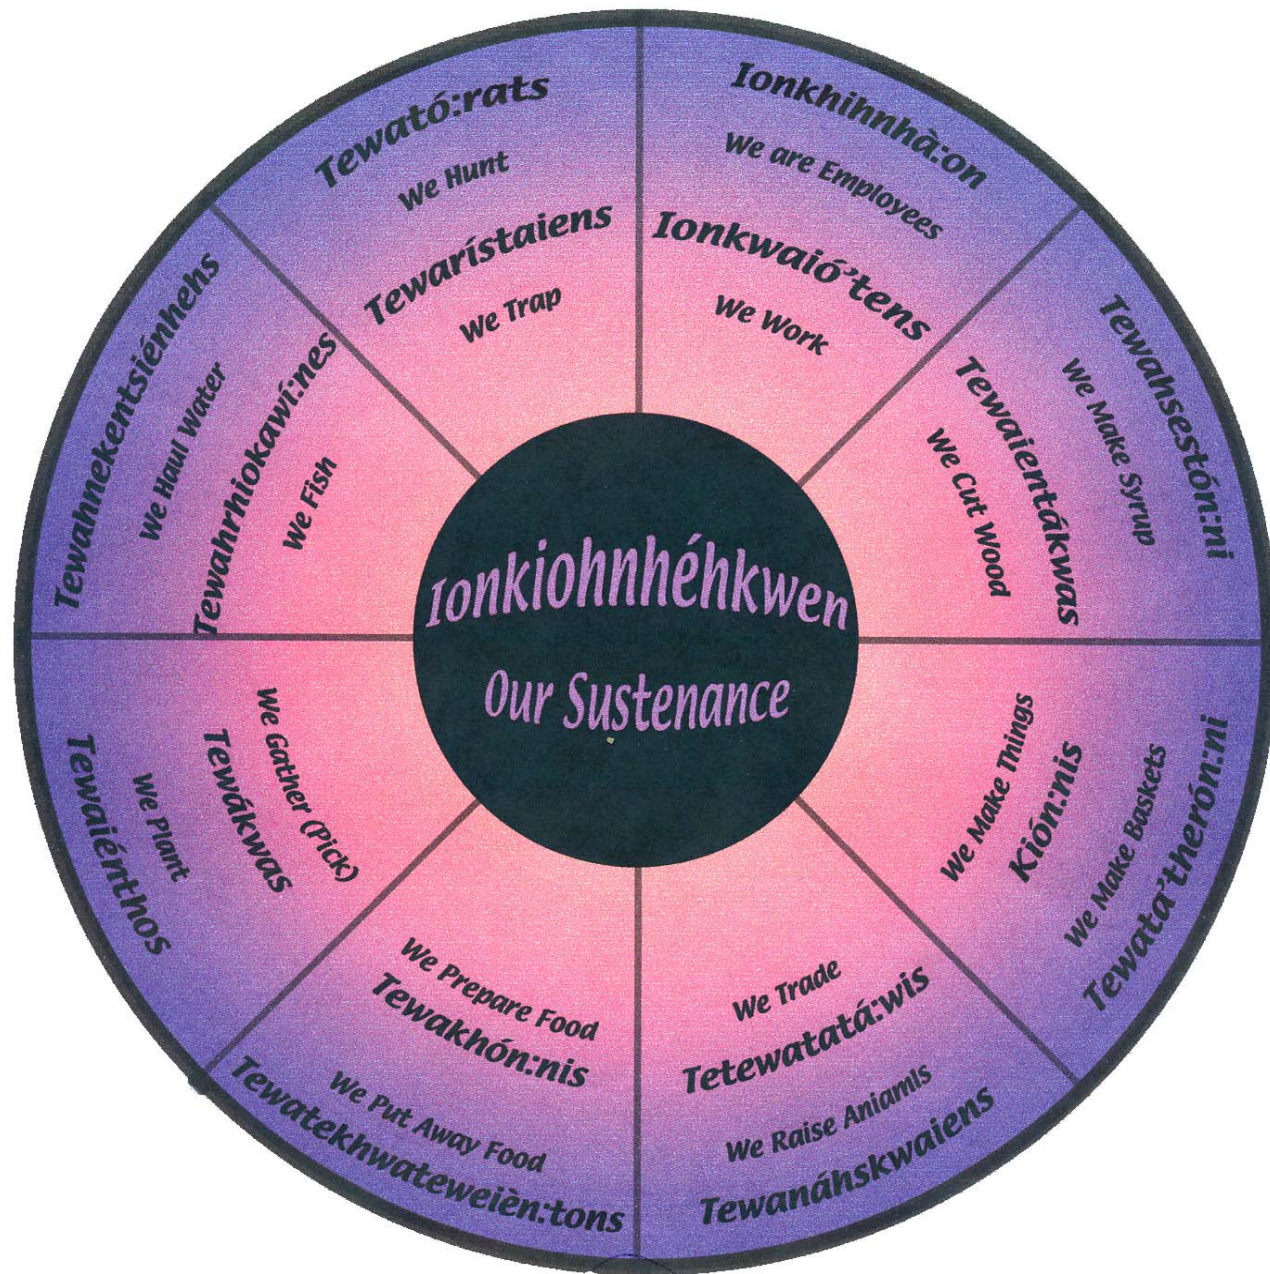 Ionkiohnhéhkwen
Our Sustenance
Ionkhihnhà:on
We are Employees
Ionkwaió'tens
We Work
Tewahsestón:ni
We Make Syrup
Tewaientákwas
We Cut Wood
We Make Things
Kión:nis
We Make Baskets
Tewata'therón:ni
We Trade
Tetewatatá:wis
We Raise Aniamls
Tewanáhskwaiens
We Prepare Food
Tewakhón:nis
We Put Away Food
Tewatekhwateweièn:tons
We Gather (Pick)
Tewákwas
We Plant
Tewaiénthos
Tewahnekentsiénhehs
We Haul Water
Tewahrhiokawí:nes
We Fish
Tewató:rats
We Hunt
Tewarístaiens
We Trap